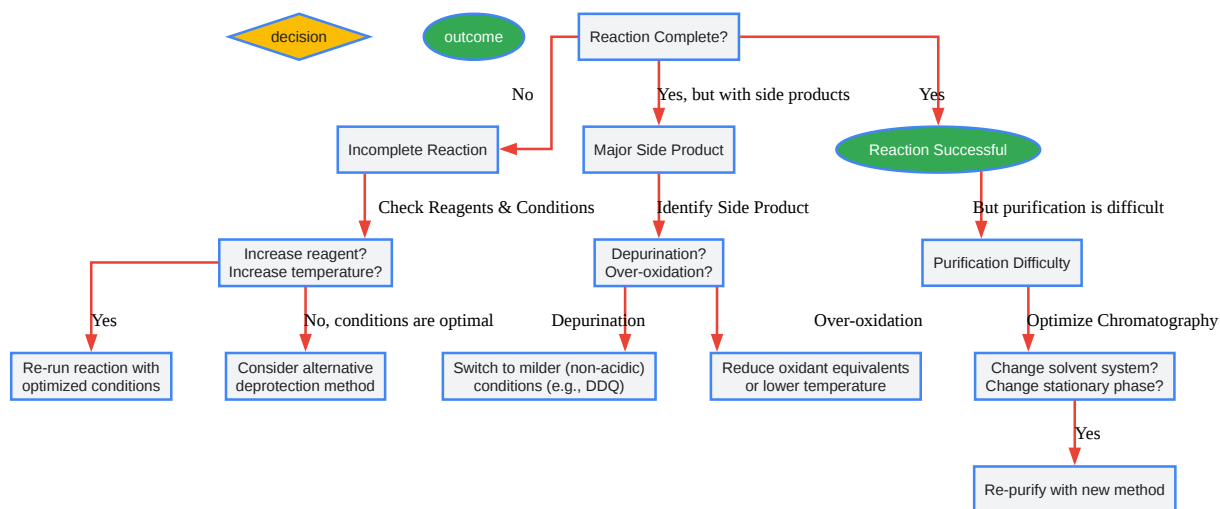 decision
outcome
Reaction Complete?
No
Yes, but with side products
Yes
Incomplete Reaction
Major Side Product
Reaction Successful
Check Reagents & Conditions
Identify Side Product
But purification is difficult
Increase reagent?
Increase temperature?
Depurination?
Over-oxidation?
Purification Difficulty
Yes
No, conditions are optimal
Depurination
Over-oxidation
Optimize Chromatography
Re-run reaction with
optimized conditions
Consider alternative
deprotection method
Switch to milder (non-acidic)
conditions (e.g., DDQ)
Reduce oxidant equivalents
or lower temperature
Change solvent system?
Change stationary phase?
Yes
Re-purify with new method